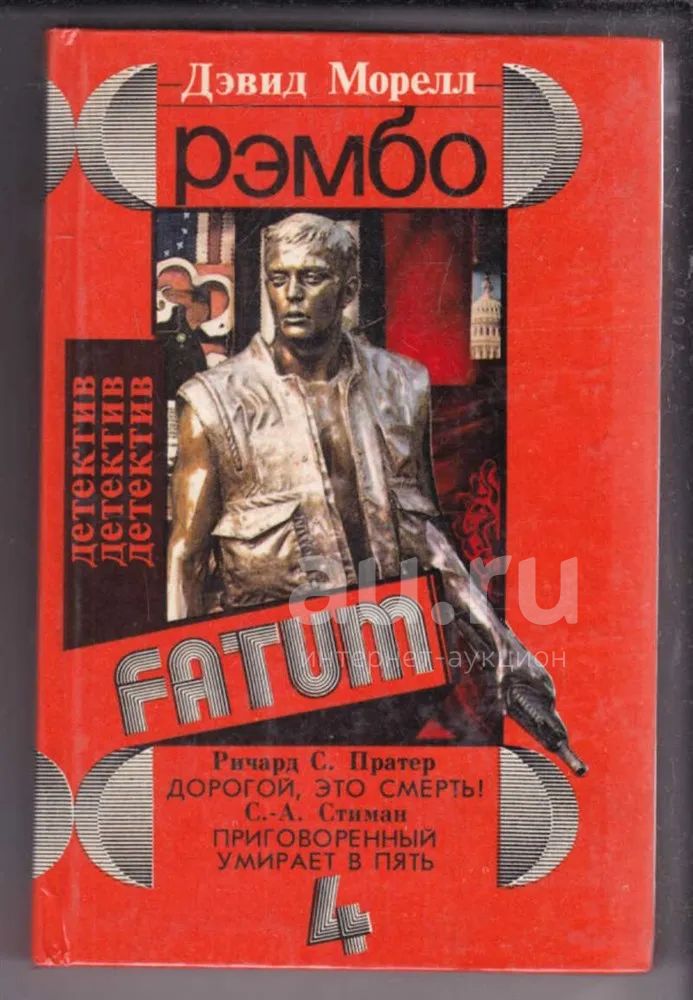 Дэвид Морелл
рэмбо
детектив
детектив
детектив
au.ru
интернет-аукцион
FATUM
Ричард С. Пратер
ДОРОГОЙ, ЭТО СМЕРТЬ!
С.-А. Стиман
ПРИГОВОРЕННЫЙ
УМИРАЕТ В ПЯТЬ
4